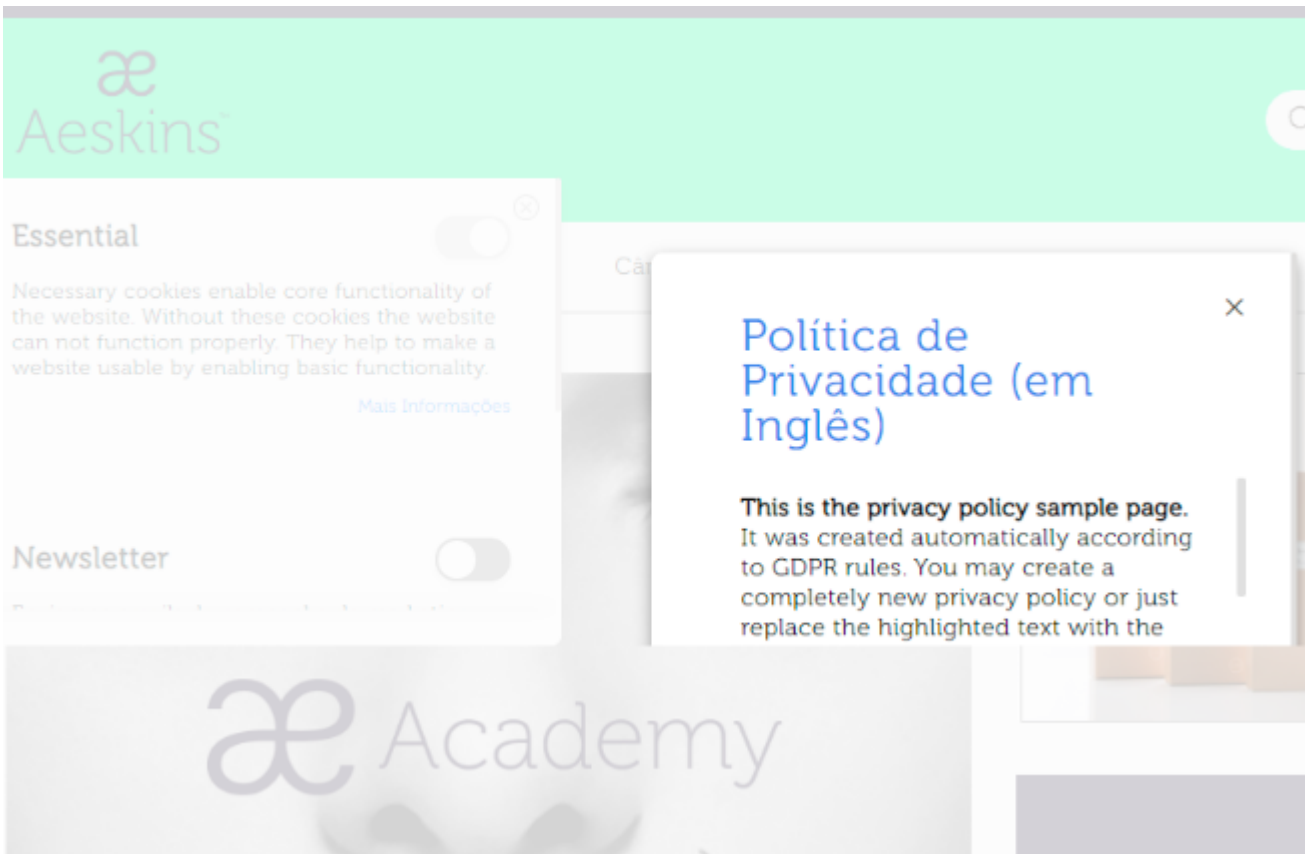 æ
Aeskins
Essential
Necessary cookies enable core functionality of
the website. Without these cookies the website
can not function properly. They help to make a
website usable by enabling basic functionality.
Mais Informações
Newsletter
Política de
Privacidade (em
Inglês)
This is the privacy policy sample page.
It was created automatically according
to GDPR rules. You may create a
completely new privacy policy or just
replace the highlighted text with the
æ Academy